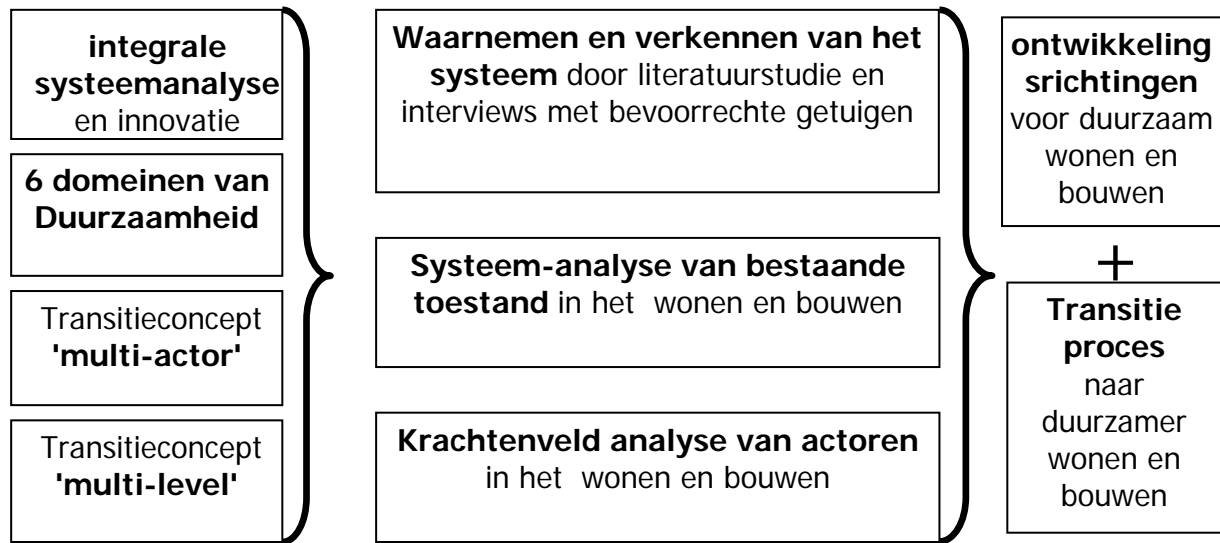 integrale
systeemanalyse
en innovatie
6 domeinen van
Duurzaamheid
Transitieconcept
'multi-actor'
Transitieconcept
'multi-level'
Waarnemen en verkennen van het
systeem door literatuurstudie en
interviews met bevoorrechte getuigen
Systeem-analyse van bestaande
toestand in het wonen en bouwen
Krachtenveld analyse van actoren
in het wonen en bouwen
ontwikkeling
srichtingen
voor duurzaam
wonen en
bouwen
+
Transitie
proces
naar
duurzamer
wonen en
bouwen